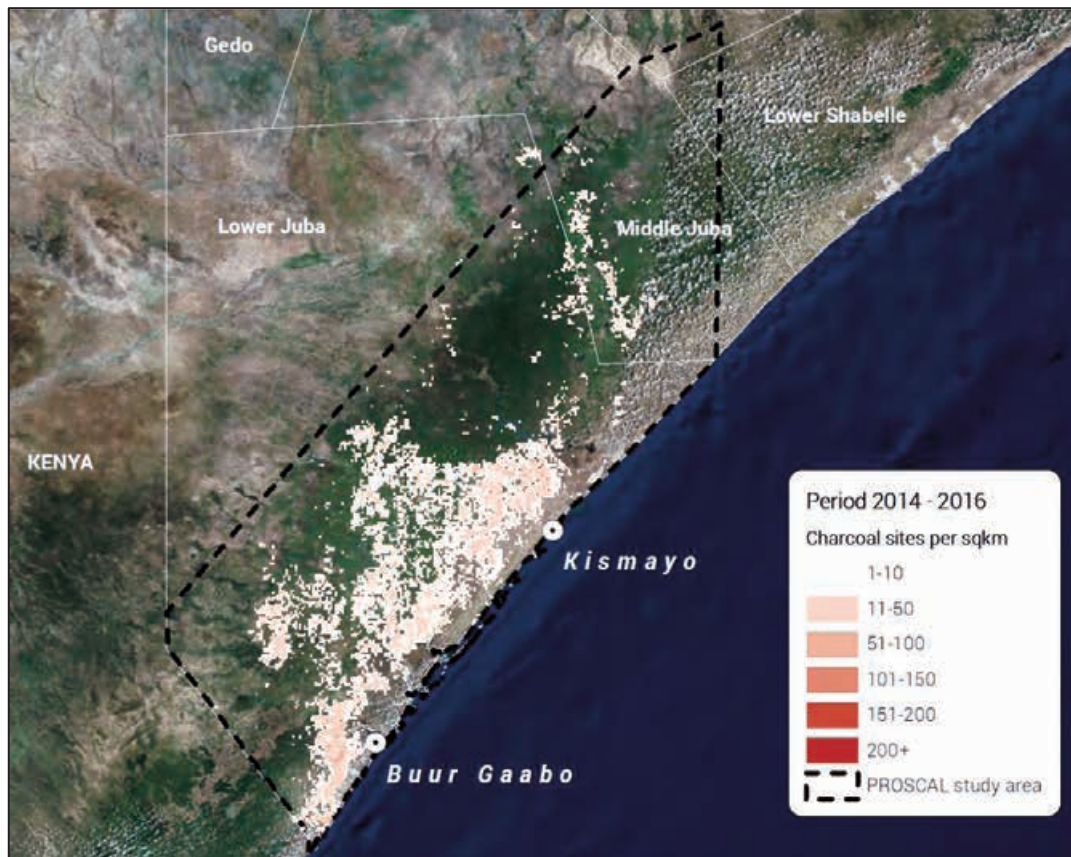 Gedo
Lower Shabelle
Lower Juba
Middle Juba
KENYA
Kismayo
Buur Gaabo
Period 2014 - 2016
Charcoal sites per sqkm
1-10
11-50
51-100
101-150
151-200
200+
PROSCAL study area